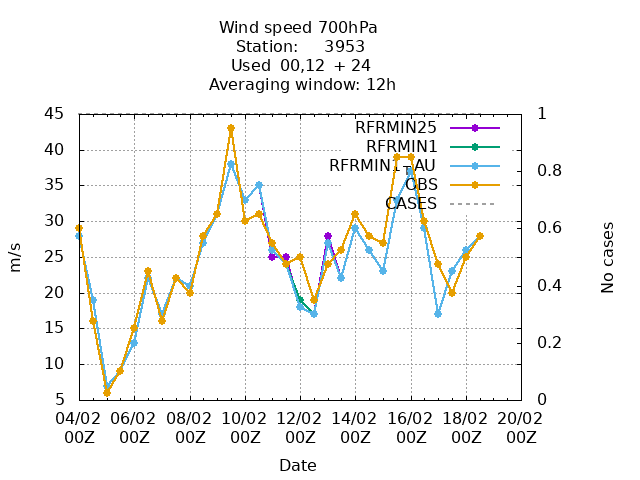 Wind speed 700hPa
Station: 3953
Used 00,12 + 24
Averaging window: 12h
45 1
RFRMIN25
40 RFRMIN1
RFRMIN1+AU 0.8
35 OBS
CASES
30 0.6
m/s 25 No cases
20 0.4
15
10 0.2
5 0
04/02 06/02 08/02 10/02 12/02 14/02 16/02 18/02 20/02
00Z 00Z 00Z 00Z 00Z 00Z 00Z 00Z 00Z
Date